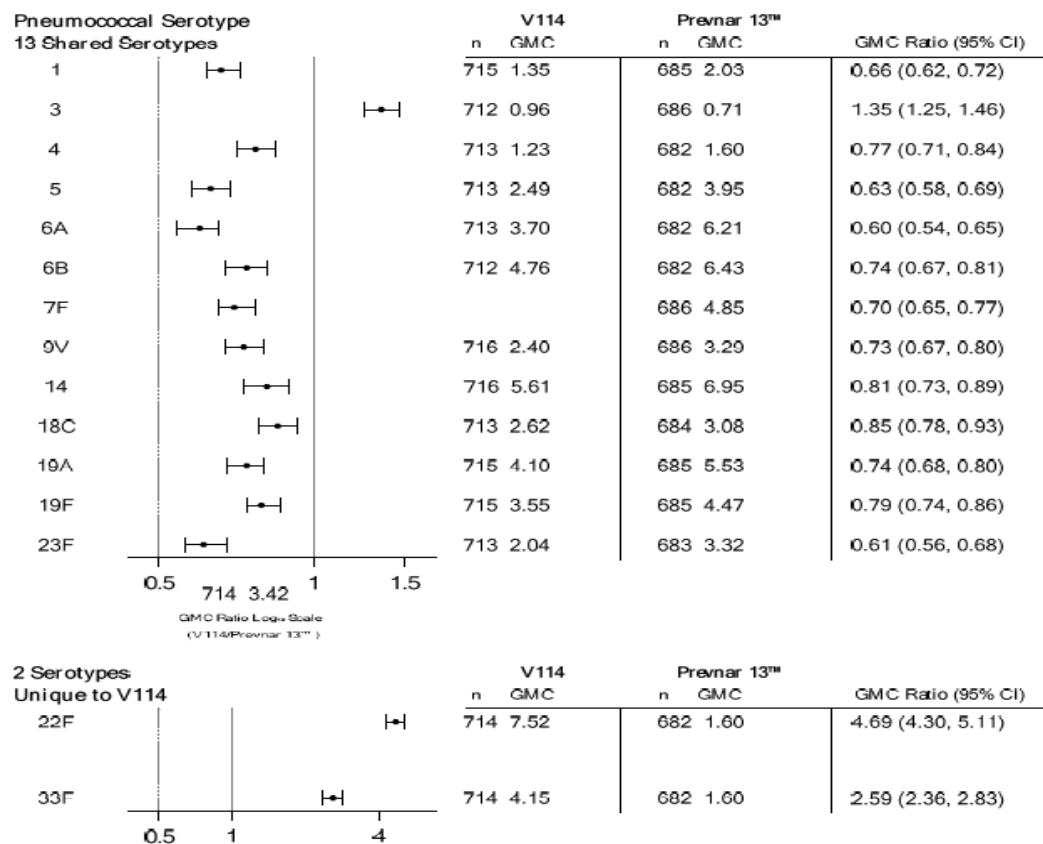 Pneumococcal Serotype V114 Prevnar 13™
13 Shared Serotypes n GMC n GMC GMC Ratio (95% CI)
1 715 1.35 685 2.03 0.66 (0.62, 0.72)
3 712 0.96 686 0.71 1.35 (1.25, 1.46)
4 713 1.23 682 1.60 0.77 (0.71, 0.84)
5 713 2.49 682 3.95 0.63 (0.58, 0.69)
6A 713 3.70 682 6.21 0.60 (0.54, 0.65)
6B 712 4.76 682 6.43 0.74 (0.67, 0.81)
7F 686 4.85 0.70 (0.65, 0.77)
9V 716 2.40 686 3.29 0.73 (0.67, 0.80)
14 716 5.61 685 6.95 0.81 (0.73, 0.89)
18C 713 2.62 684 3.08 0.85 (0.78, 0.93)
19A 715 4.10 685 5.53 0.74 (0.68, 0.80)
19F 715 3.55 685 4.47 0.79 (0.74, 0.86)
23F 713 2.04 683 3.32 0.61 (0.56, 0.68)
0.5 1 1.5
714 3.42
GMC Ratio Log₁₀ Scale
(V114/Prevnar 13™)
2 Serotypes V114 Prevnar 13™
Unique to V114 n GMC n GMC GMC Ratio (95% CI)
22F 714 7.52 682 1.60 4.69 (4.30, 5.11)
33F 714 4.15 682 1.60 2.59 (2.36, 2.83)
0.5 1 4